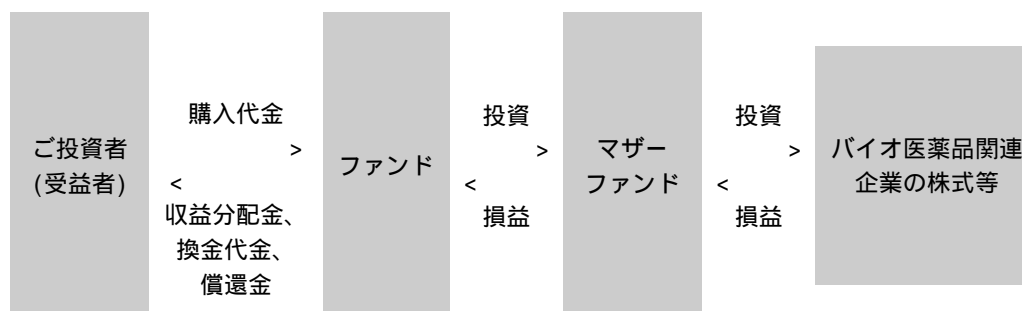 ご投資者
(受益者)
購入代金
>
<
収益分配金、
換金代金、
償還金
ファンド
投資
>
<
損益
マザー
ファンド
投資
>
<
損益
バイオ医薬品関連
企業の株式等